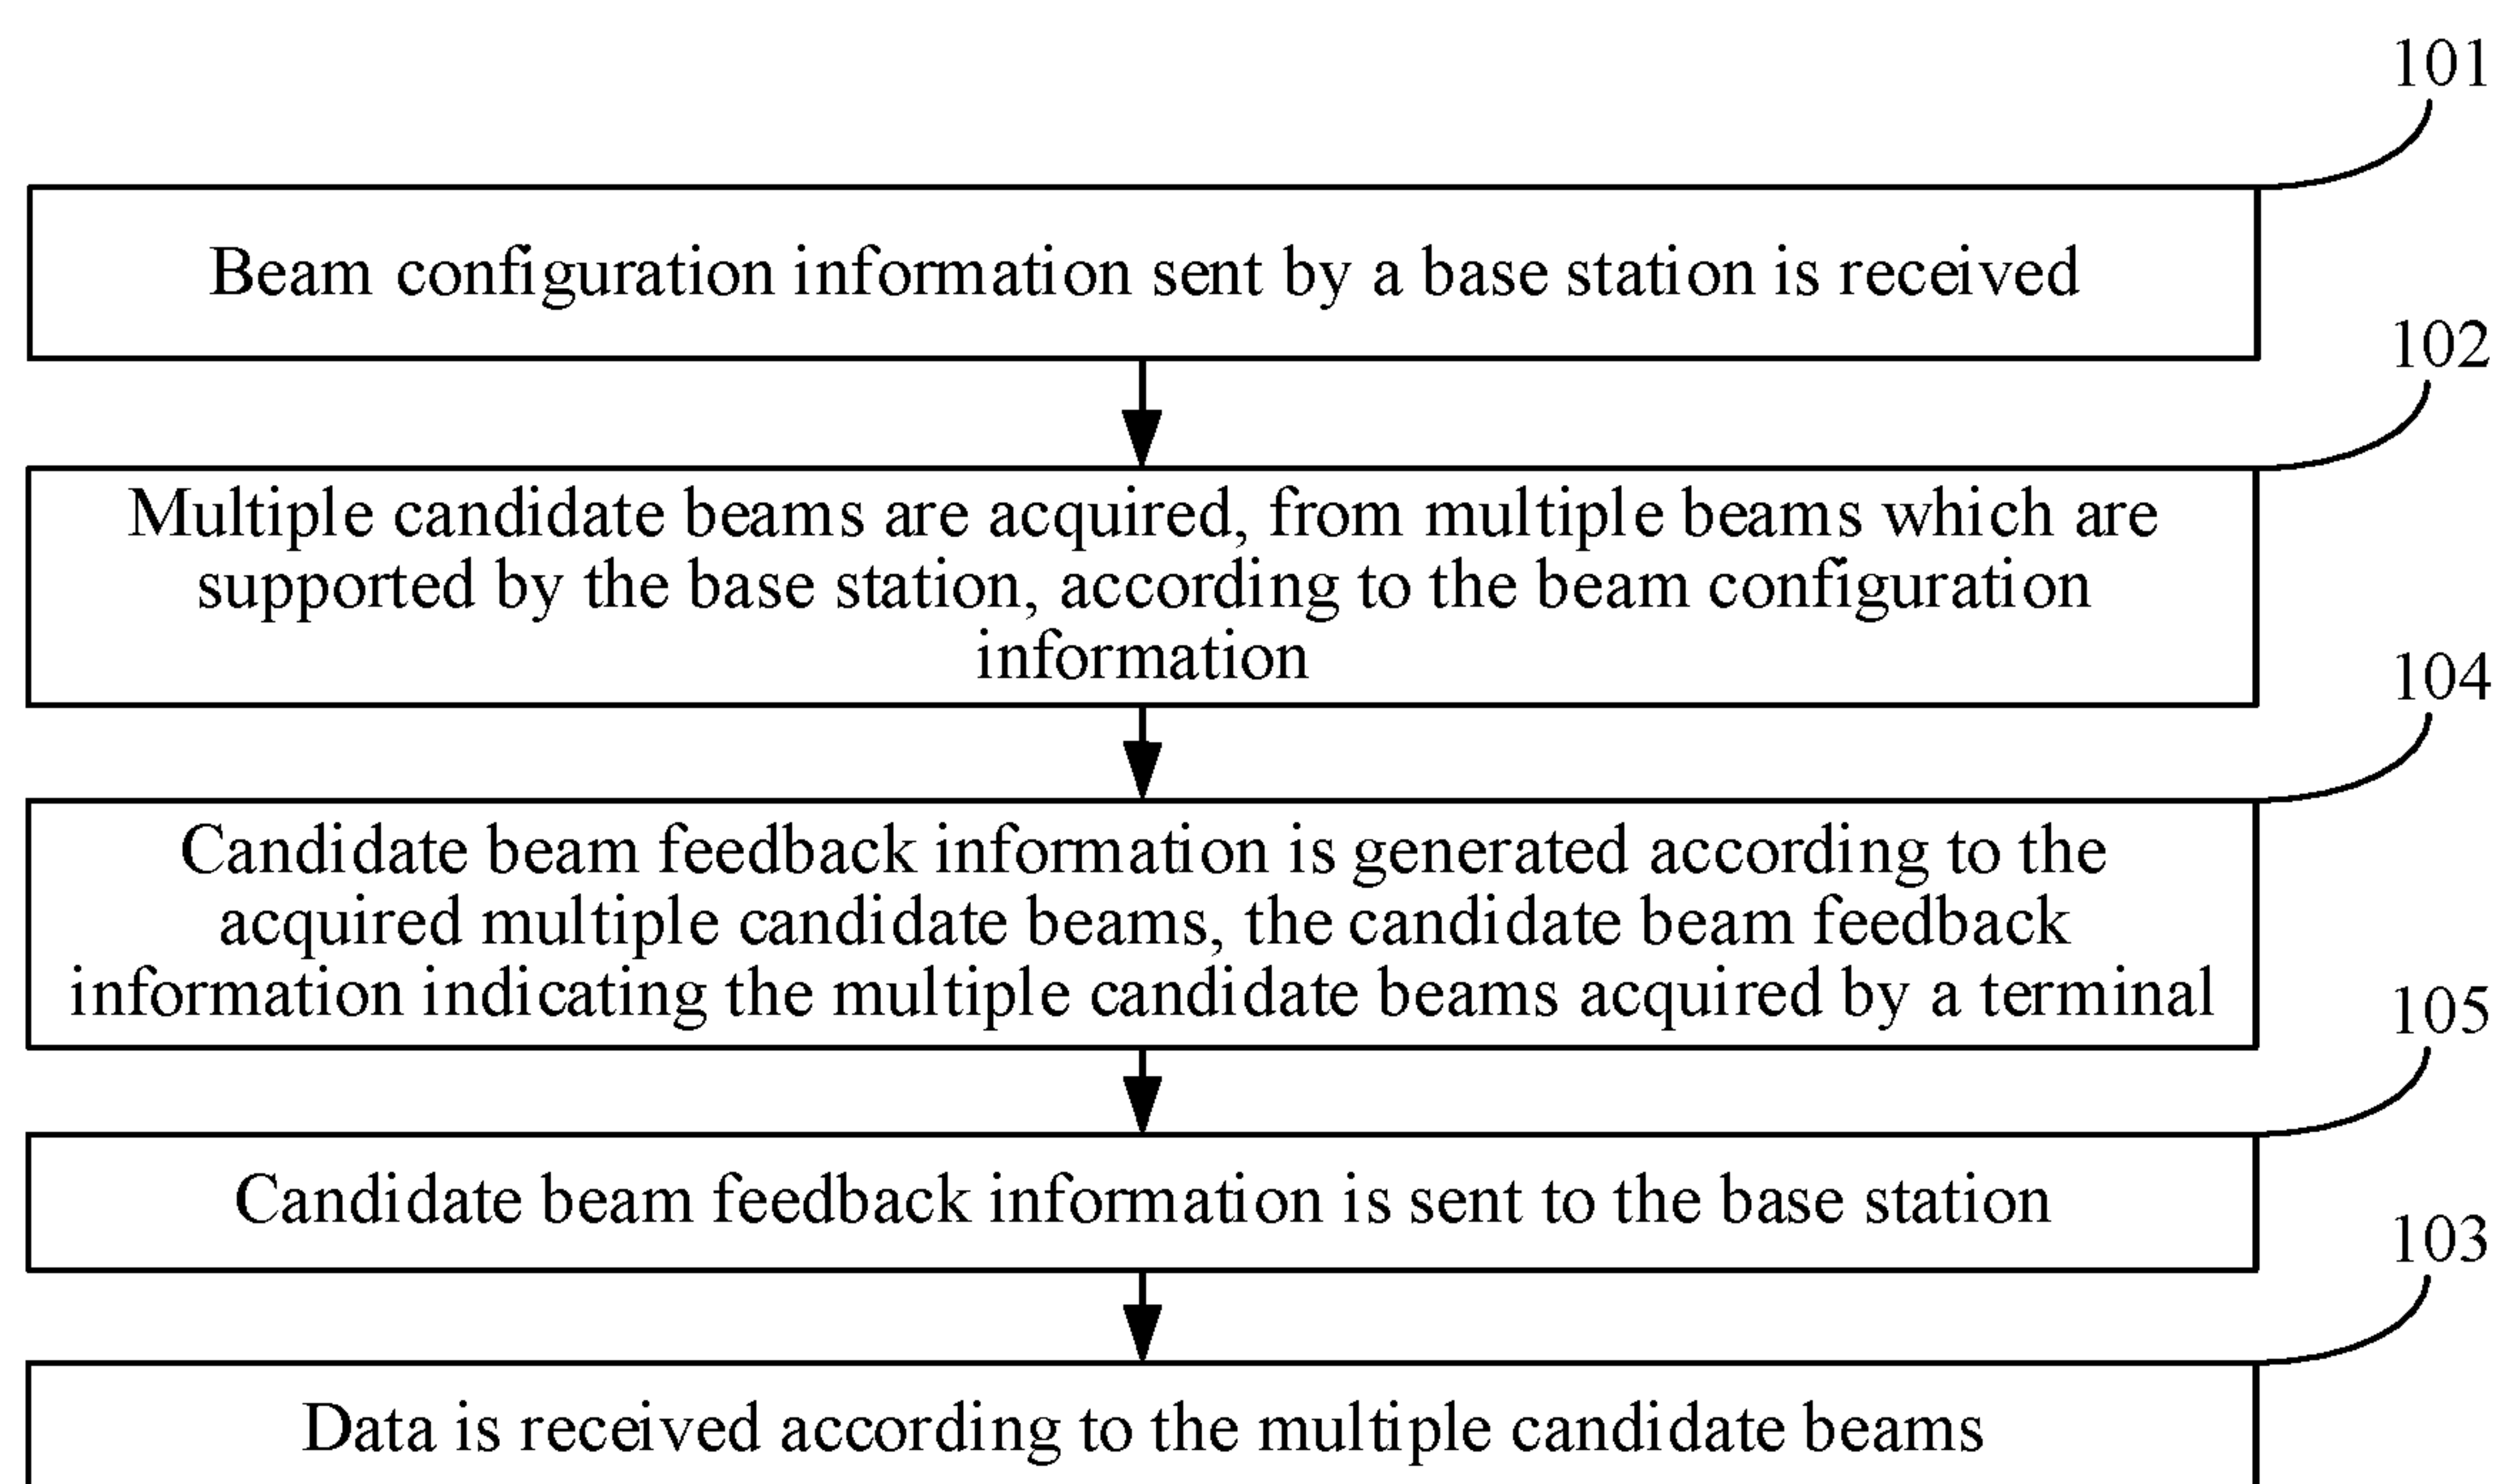 101
Beam configuration information sent by a base station is received
102
Multiple candidate beams are acquired, from multiple beams which are
supported by the base station, according to the beam configuration
information
104
Candidate beam feedback information is generated according to the
acquired multiple candidate beams, the candidate beam feedback
information indicating the multiple candidate beams acquired by a terminal
105
Candidate beam feedback information is sent to the base station
103
Data is received according to the multiple candidate beams